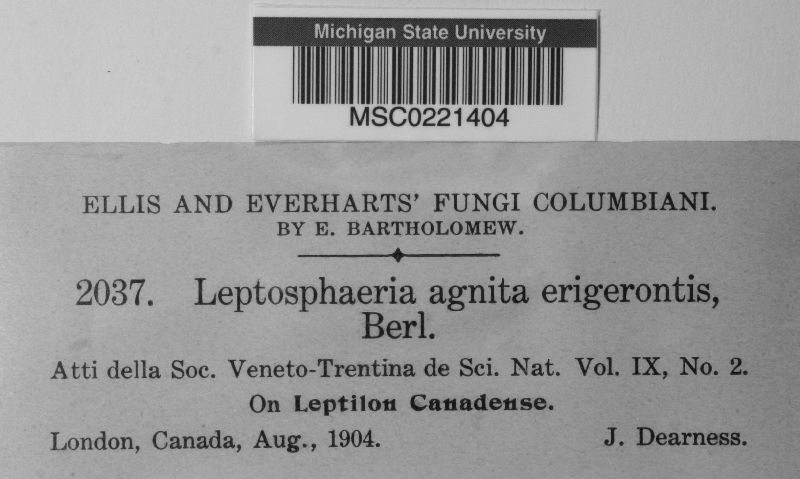 Michigan State University
MSC0221404
ELLIS AND EVERHARTS' FUNGI COLUMBIANI.
BY E. BARTHOLOMEW.
2037. Leptosphaeria agnita erigerontis,
Berl.
Atti della Soc. Veneto-Trentina de Sci. Nat. Vol. IX, No. 2.
On Leptilon Canadense.
London, Canada, Aug., 1904. J. Dearness.